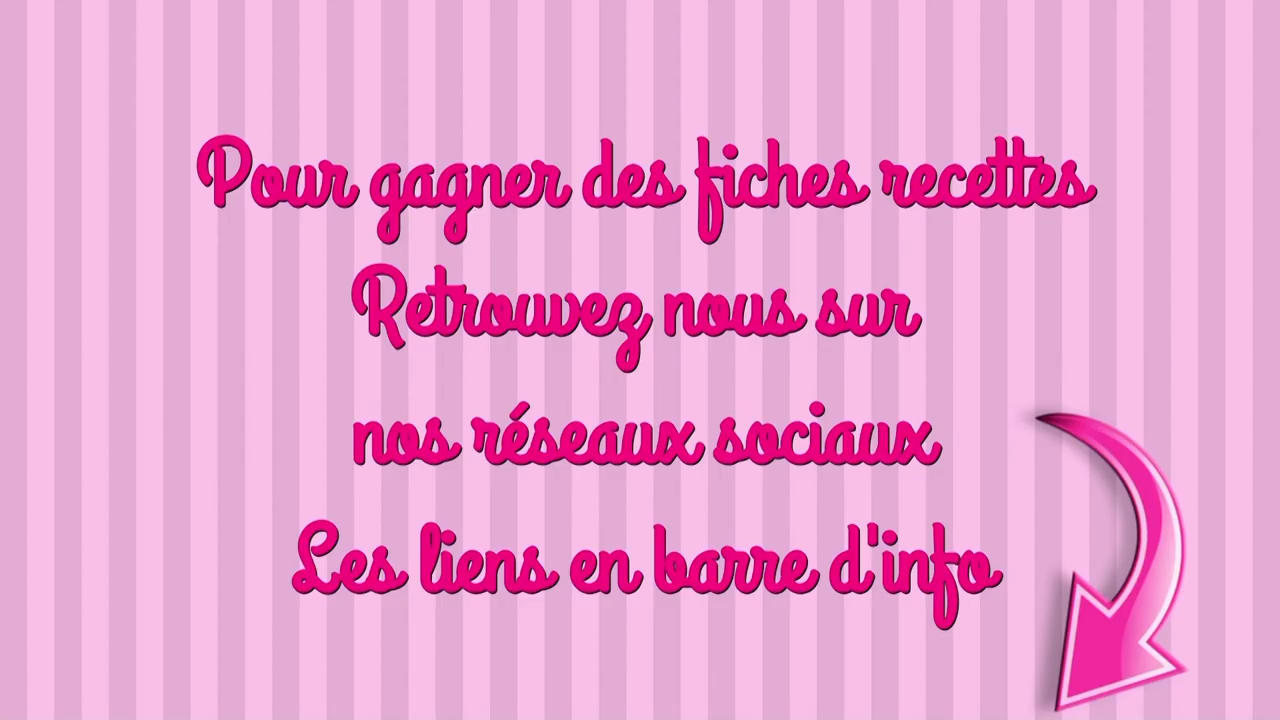 Pour gagner des fiches recettes
Retrouvez nous sur
nos réseaux sociaux
Les liens en barre d'info